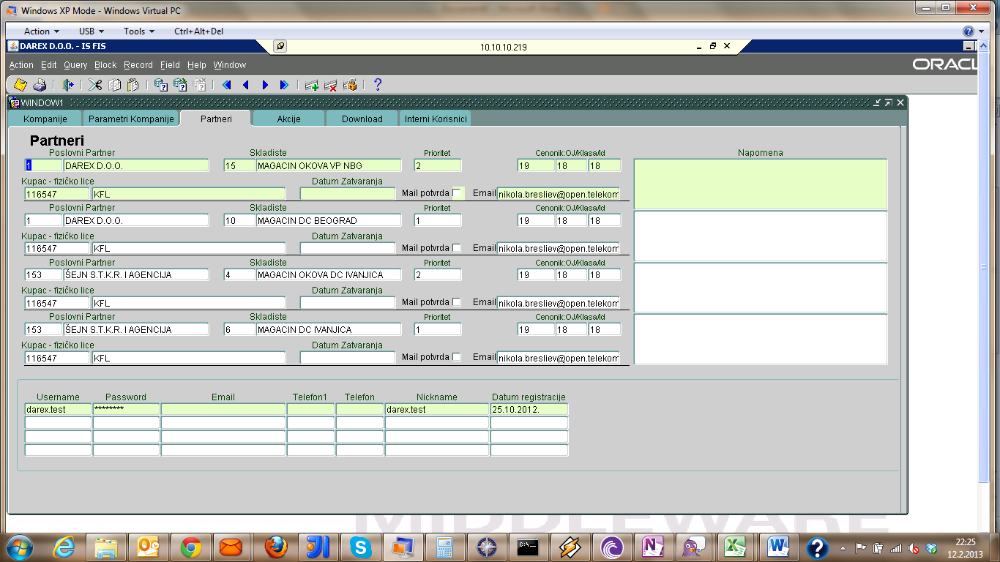 Windows XP Mode - Windows Virtual PC
Action USB Tools Ctrl+Alt+Del
DAREX D.O.O. - IS FIS 10.10.10.219
Action Edit Query Block Record Field Help Window ORACL
WINDOW1
Kompanije Parametri Kompanije Partneri Akcije Download Interni Korisnici
Partneri
Poslovni Partner Skladiste Prioritet Cenonik:OJ/Klasa/Id Napomena
1 DAREX D.O.O. 15 MAGACIN OKOVA VP NBG 2 19 18 18
Kupac - fizičko lice Datum Zatvaranja
116547 KFL Mail potvrda Email nikola.bresliev@open.telekom
Poslovni Partner Skladiste Prioritet Cenonik:OJ/Klasa/Id
1 DAREX D.O.O. 10 MAGACIN DC BEOGRAD 1 19 18 18
Kupac - fizičko lice Datum Zatvaranja
116547 KFL Mail potvrda Email nikola.bresliev@open.telekom
Poslovni Partner Skladiste Prioritet Cenonik:OJ/Klasa/Id
153 ŠEJN S.T.K.R. I AGENCIJA 4 MAGACIN OKOVA DC IVANJICA 2 19 18 18
Kupac - fizičko lice Datum Zatvaranja
116547 KFL Mail potvrda Email nikola.bresliev@open.telekom
Poslovni Partner Skladiste Prioritet Cenonik:OJ/Klasa/Id
153 ŠEJN S.T.K.R. I AGENCIJA 6 MAGACIN DC IVANJICA 1 19 18 18
Kupac - fizičko lice Datum Zatvaranja
116547 KFL Mail potvrda Email nikola.bresliev@open.telekom
Username Password Email Telefon1 Telefon Nickname Datum registracije
darex.test ******** darex.test 25.10.2012.
MIDDLEWARE
22:25
12.2.2013